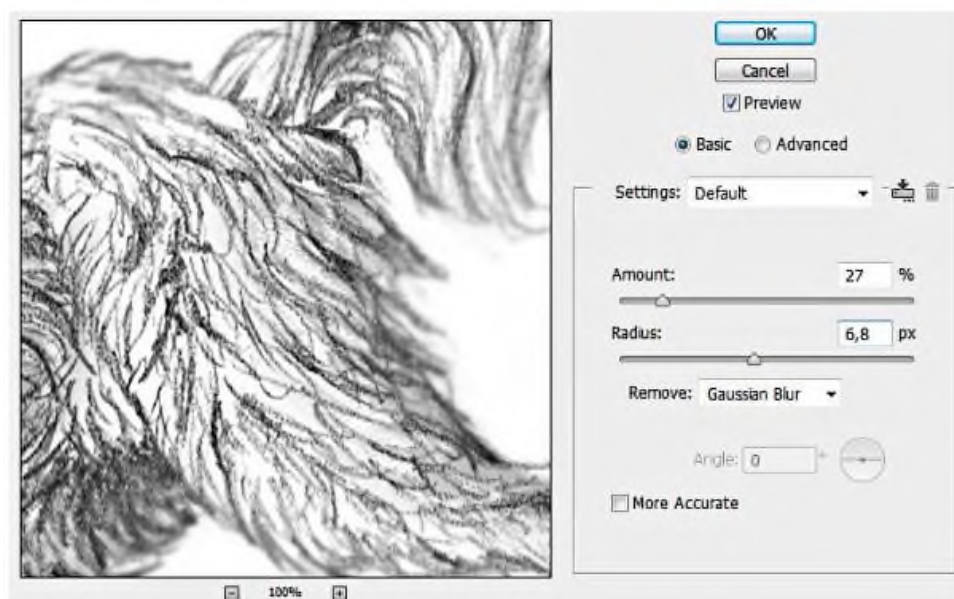 OK
Cancel
Preview
Basic Advanced
Settings: Default
Amount: 27 %
Radius: 6,8 px
Remove: Gaussian Blur
Angle: 0 °
More Accurate
100%